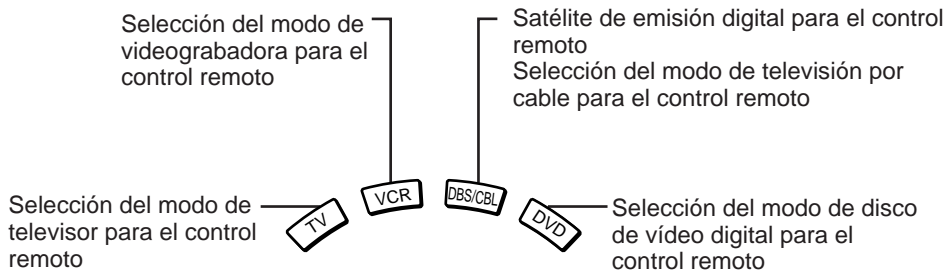 Selección del modo de
videograbadora para el
control remoto
Satélite de emisión digital para el control
remoto
Selección del modo de televisión por
cable para el control remoto
Selección del modo de
televisor para el control
remoto
TV
VCR
DBS/CBL
DVD
Selección del modo de disco
de vídeo digital para el
control remoto